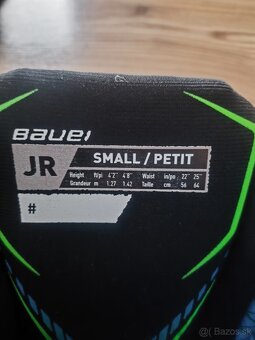 BAUER
JR
SMALL / PETIT
Height ft/pi 4'2" 4'8" Waist in/po 22" 25"
Grandeur m 1.27 1.42 Taille cm 56 64
#
© Bazos.sk